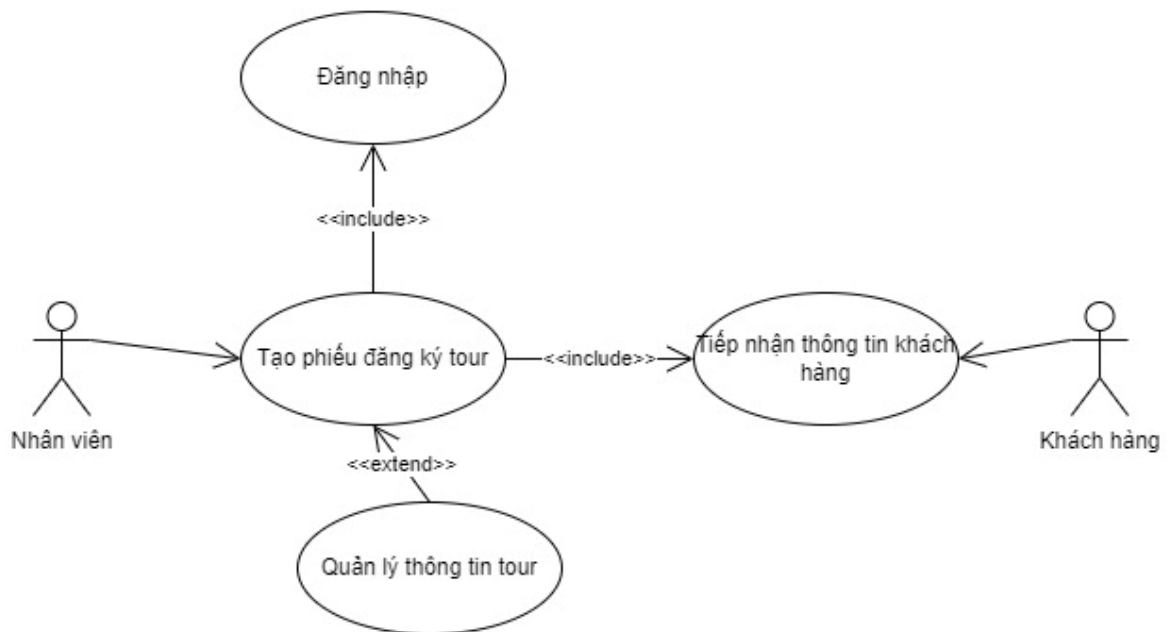 Đăng nhập
<<include>>
Tạo phiếu đăng ký tour
<<include>>
Tiếp nhận thông tin khách
hàng
Nhân viên
Khách hàng
<<extend>>
Quản lý thông tin tour